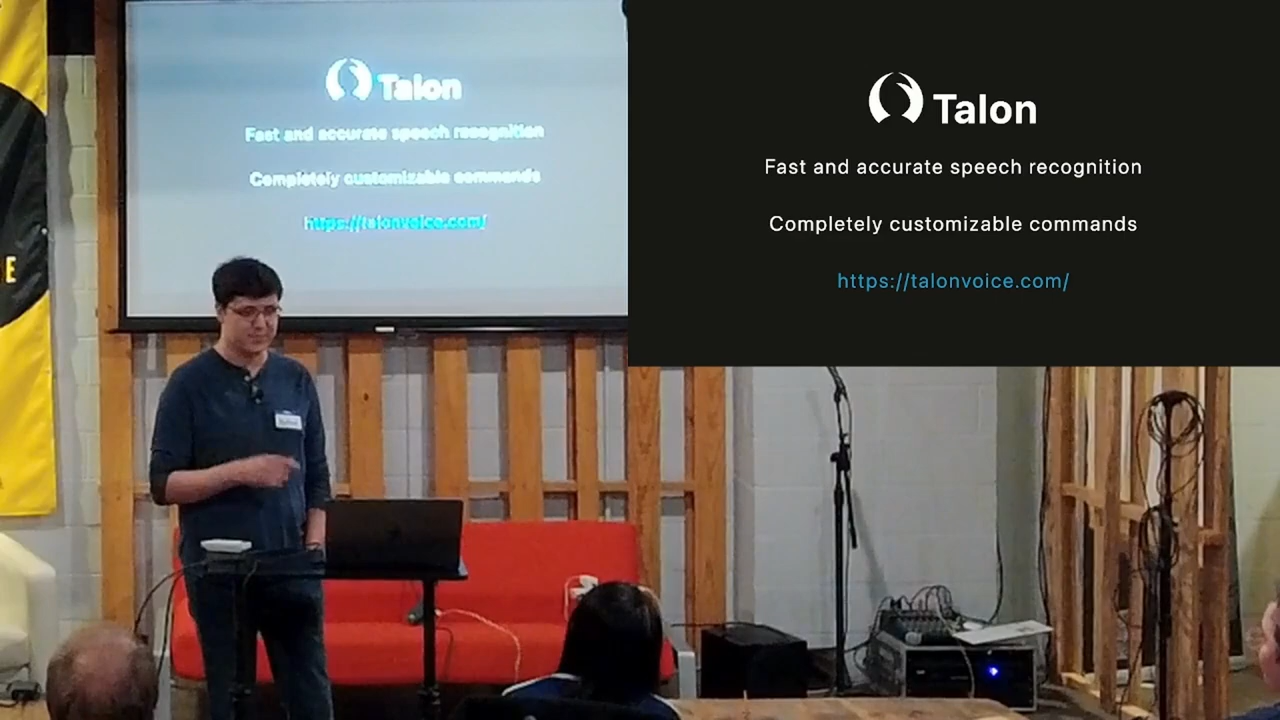 Talon
Fast and accurate speech recognition
Completely customizable commands
https://talonvoice.com/
Talon
Fast and accurate speech recognition
Completely customizable commands
https://talonvoice.com/
E